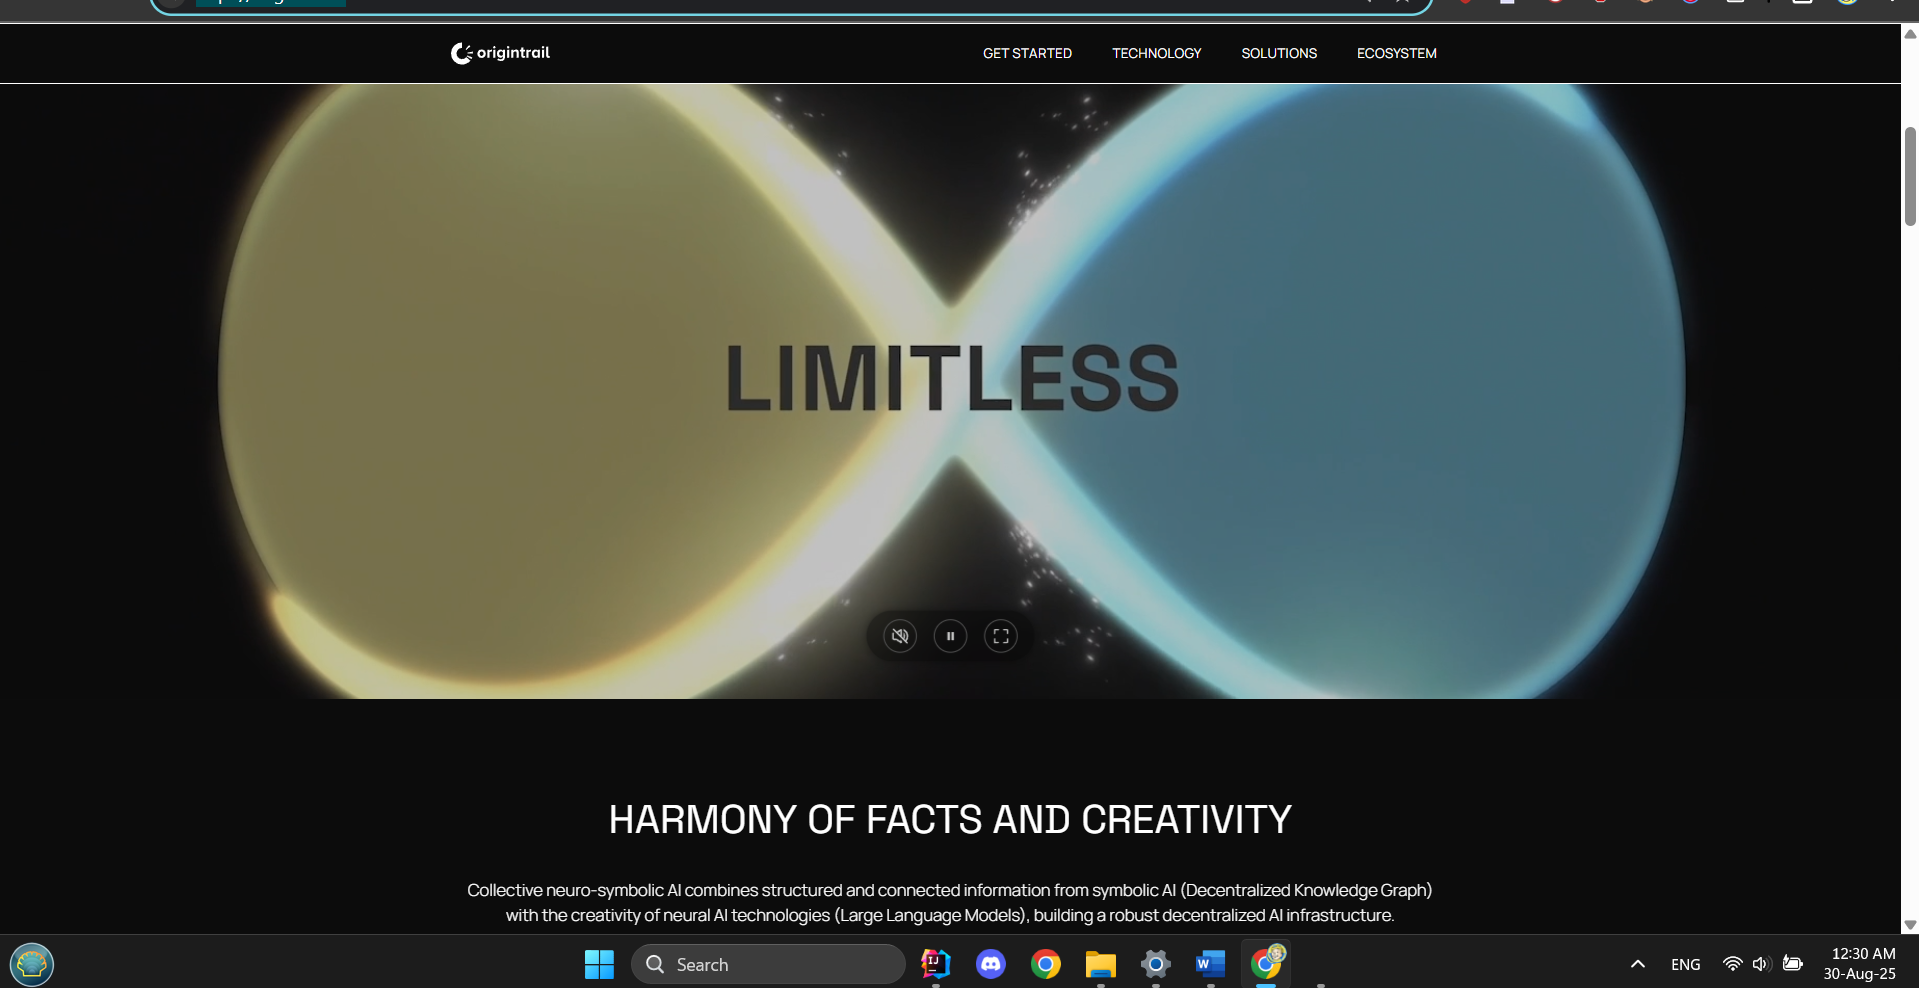 origintrail
GET STARTED
TECHNOLOGY
SOLUTIONS
ECOSYSTEM
LIMITLESS
HARMONY OF FACTS AND CREATIVITY
Collective neuro-symbolic AI combines structured and connected information from symbolic AI (Decentralized Knowledge Graph)
with the creativity of neural AI technologies (Large Language Models), building a robust decentralized AI infrastructure.
Search
ENG
12:30 AM
30-Aug-25